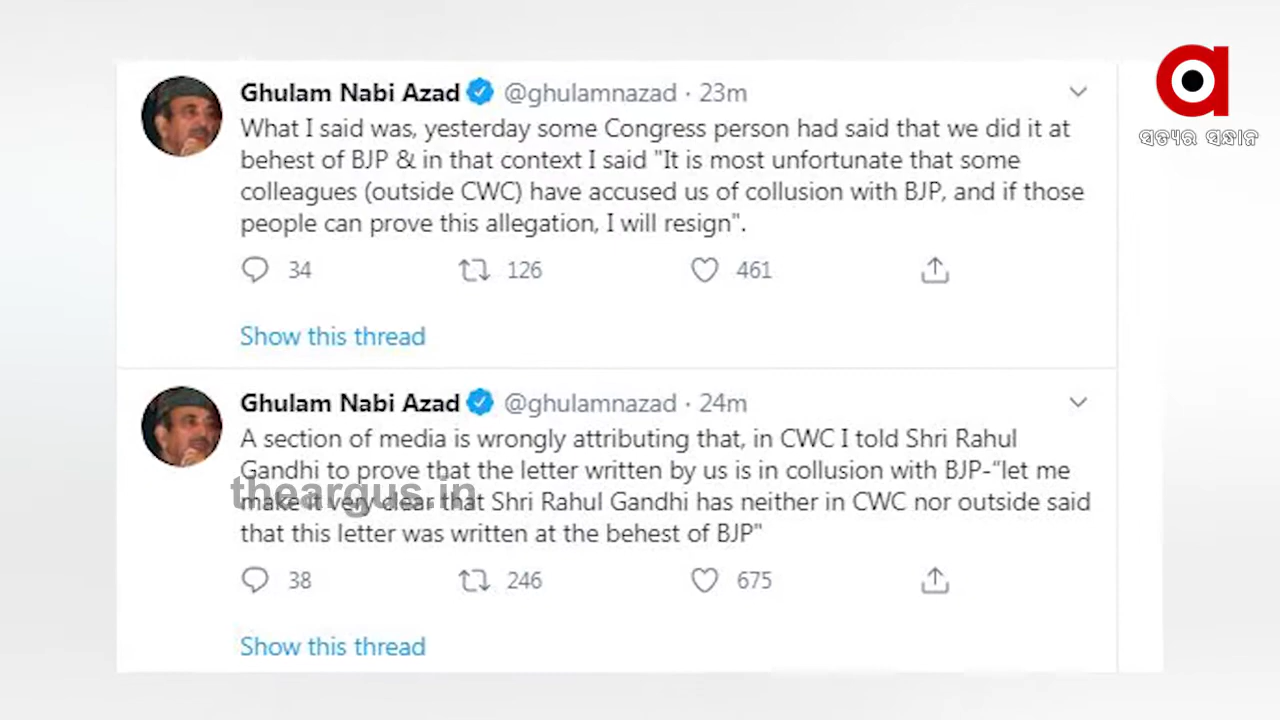 Ghulam Nabi Azad @ghulamnazad · 23m
What I said was, yesterday some Congress person had said that we did it at
behest of BJP & in that context I said "It is most unfortunate that some
colleagues (outside CWC) have accused us of collusion with BJP, and if those
people can prove this allegation, I will resign".
34 126 461
Show this thread
Ghulam Nabi Azad @ghulamnazad · 24m
A section of media is wrongly attributing that, in CWC I told Shri Rahul
Gandhi to prove that the letter written by us is in collusion with BJP-“let me
make it very clear that Shri Rahul Gandhi has neither in CWC nor outside said
that this letter was written at the behest of BJP"
38 246 675
Show this thread
theargus.in
a
ସତ୍ୟର ସନ୍ଧାନ